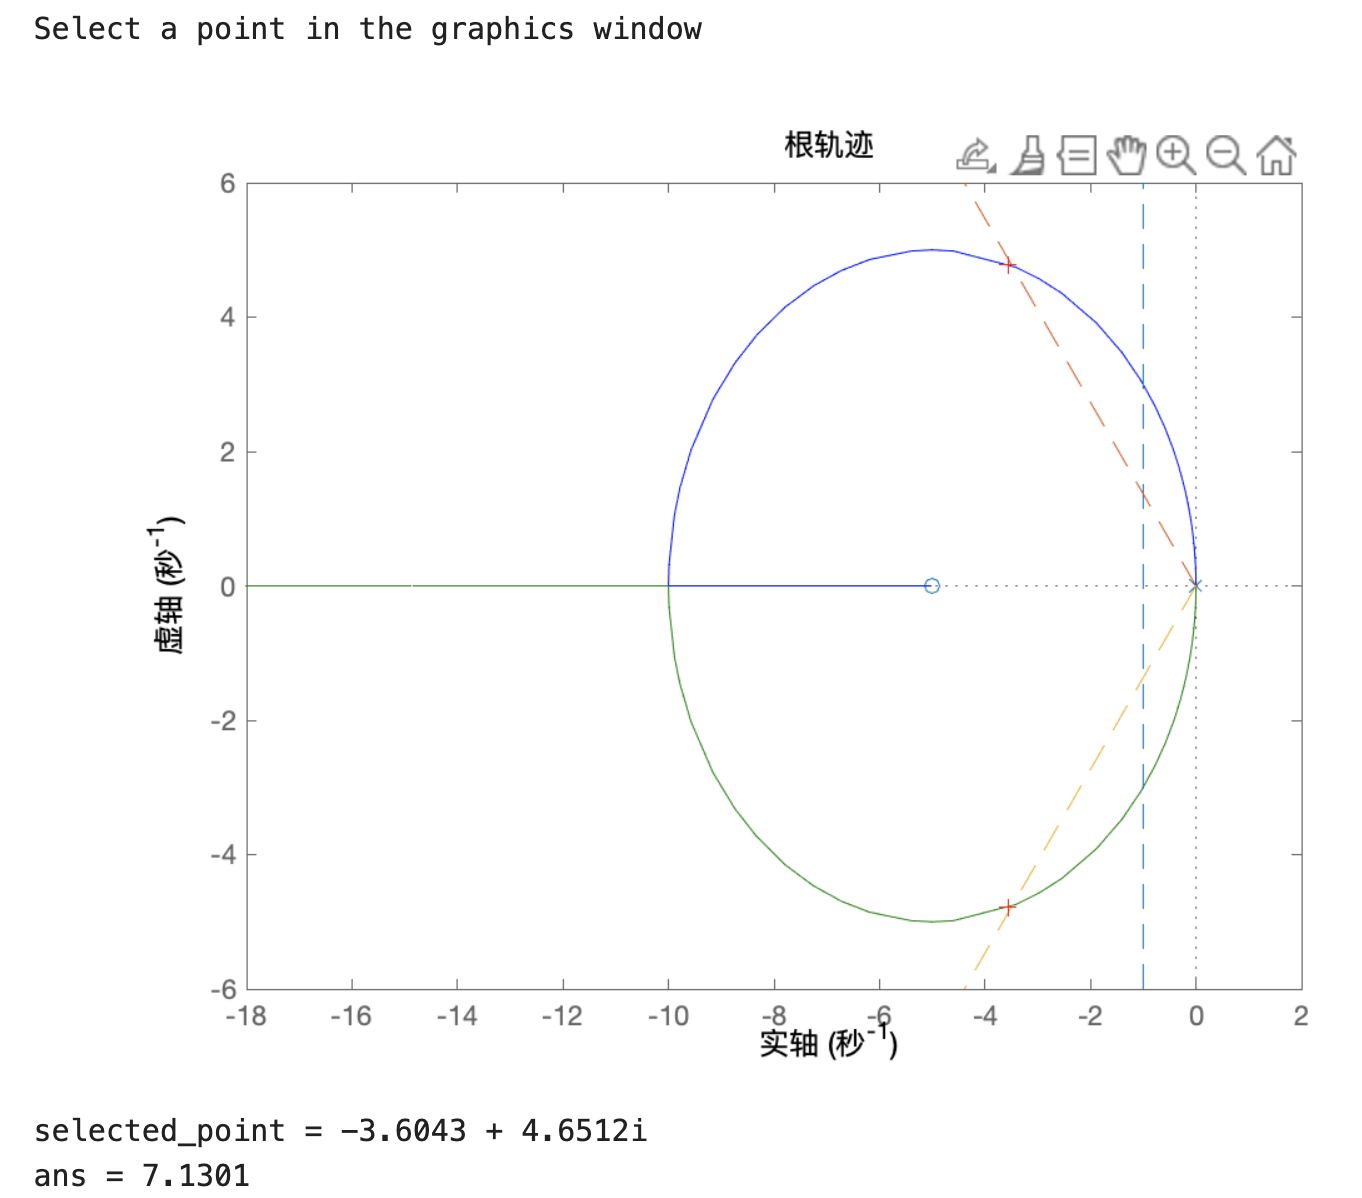 Select a point in the graphics window
根轨迹
6
4
2
0
-2
-4
-6
虚轴 (秒⁻¹)
-18 -16 -14 -12 -10 -8 -6 -4 -2 0 2
实轴 (秒⁻¹)
selected_point = −3.6043 + 4.6512i
ans = 7.1301